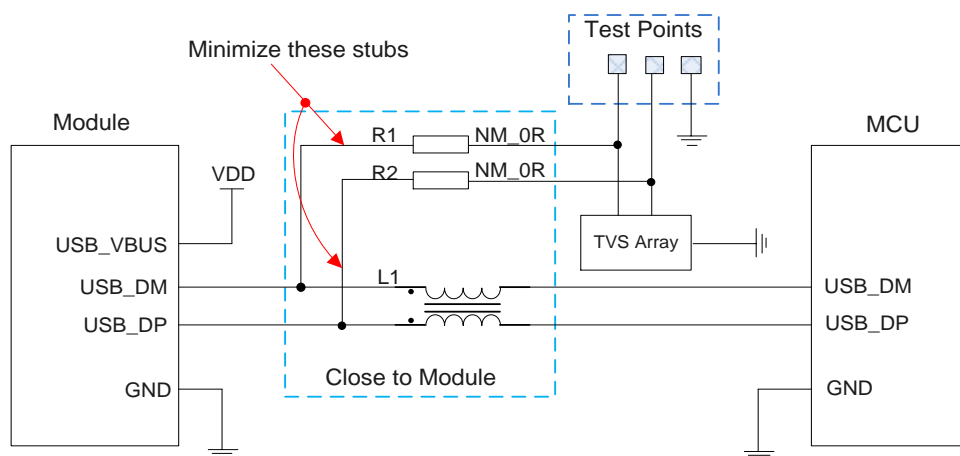 Test Points
Minimize these stubs
Module
MCU
R1
NM_0R
R2
NM_0R
VDD
TVS Array
USB_VBUS
USB_DM
L1
USB_DM
USB_DP
USB_DP
Close to Module
GND
GND